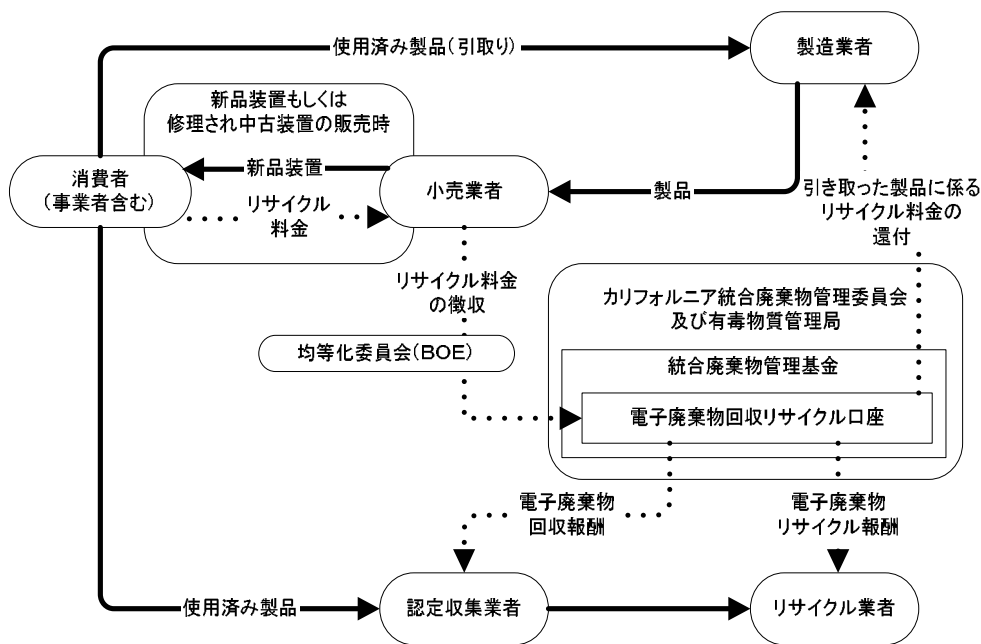 使用済み製品(引取り)
製造業者
新品装置もしくは
修理され中古装置の販売時
新品装置
消費者
(事業者含む)
小売業者
製品
リサイクル
料金
引き取った製品に係る
リサイクル料金の
還付
リサイクル料金
の徴収
カリフォルニア統合廃棄物管理委員会
及び有毒物質管理局
均等化委員会(BOE)
統合廃棄物管理基金
電子廃棄物回収リサイクル口座
電子廃棄物
回収報酬
電子廃棄物
リサイクル報酬
使用済み製品
認定収集業者
リサイクル業者